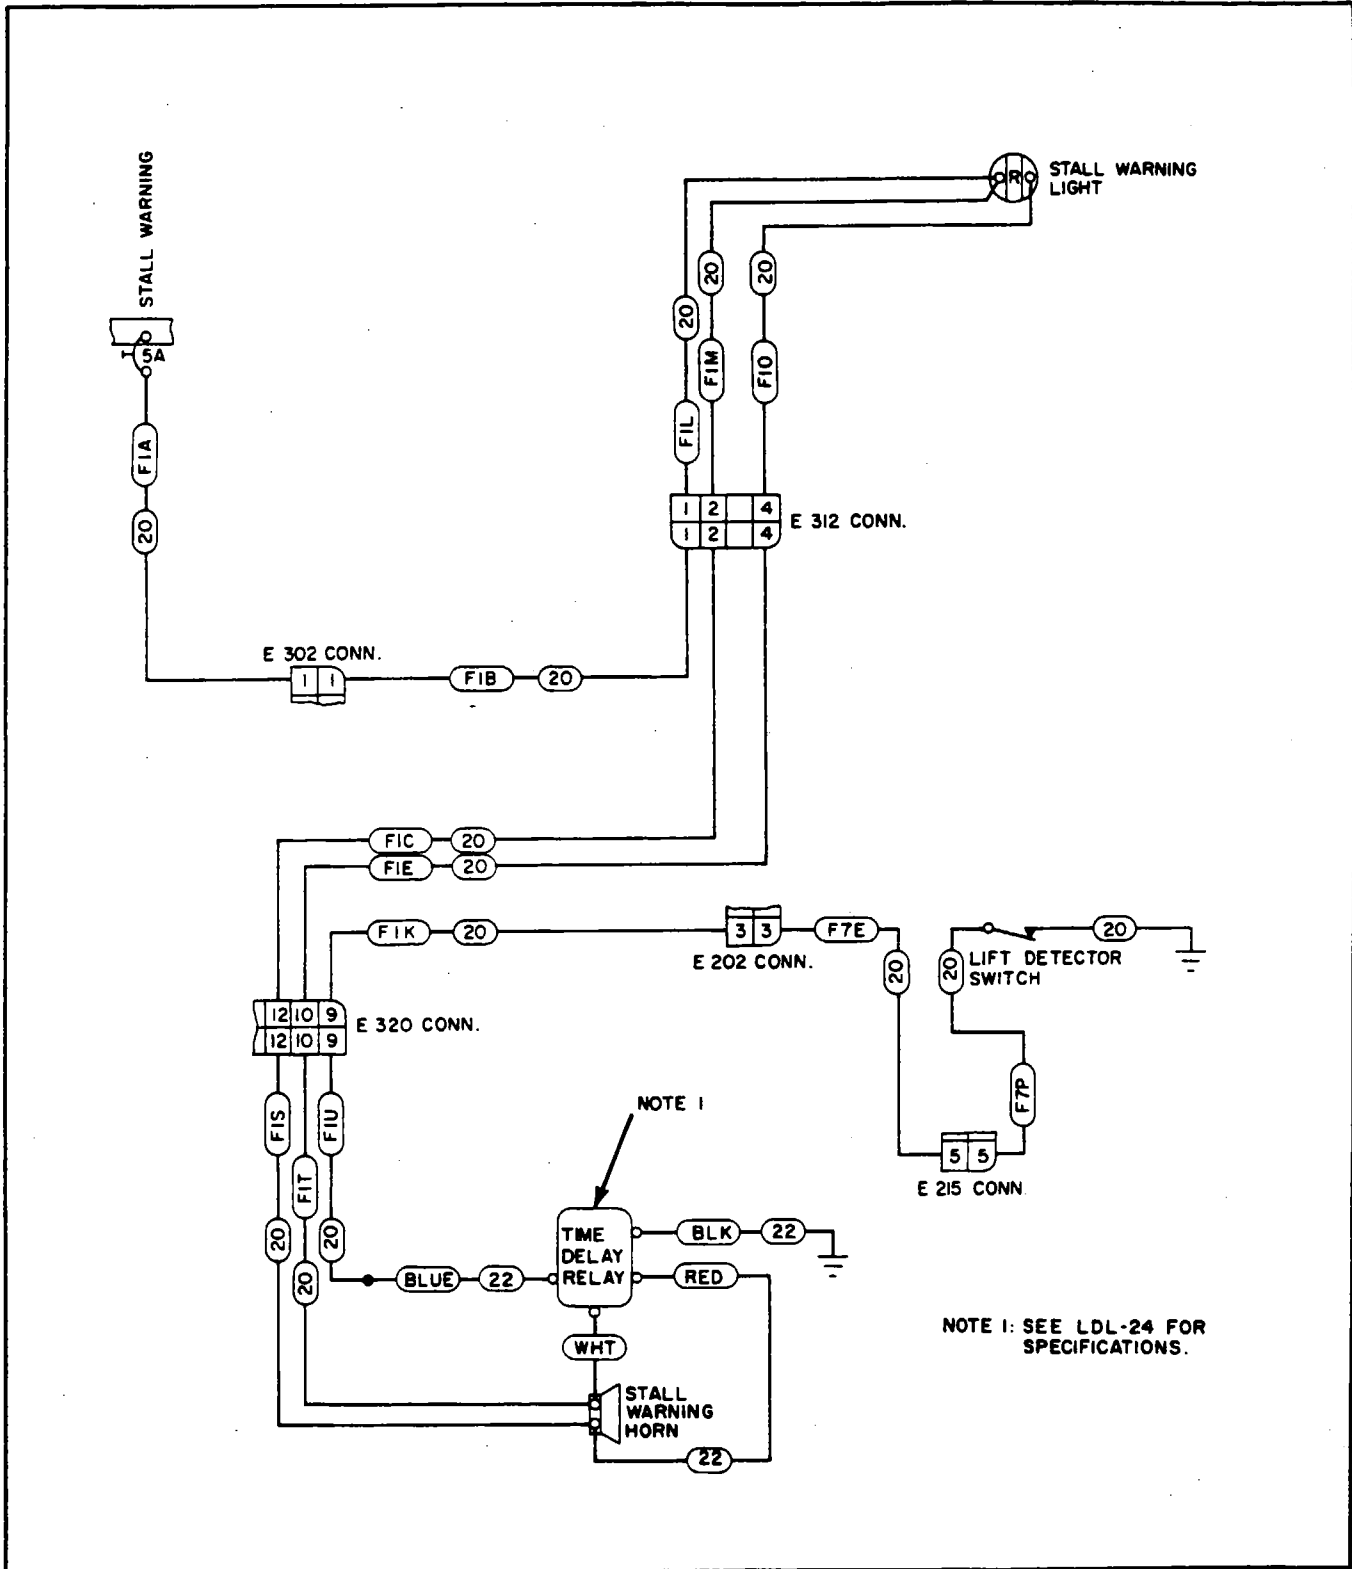 STALL WARNING
5A
F1A
20
STALL WARNING
LIGHT
R
20
20
20
F1M
F1O
F1L
1 2 4
1 2 4
E 312 CONN.
E 302 CONN.
1 1
F1B 20
F1C 20
F1E 20
F1K 20
3 3
E 202 CONN.
F7E
20
20
LIFT DETECTOR
SWITCH
20
12 10 9
12 10 9
E 320 CONN.
F1S
F1U
F1T
20
20
20
F7P
5 5
E 215 CONN
NOTE 1
TIME
DELAY
RELAY
BLK 22
BLUE 22
RED
WHT
STALL
WARNING
HORN
22
NOTE 1: SEE LDL-24 FOR
SPECIFICATIONS.